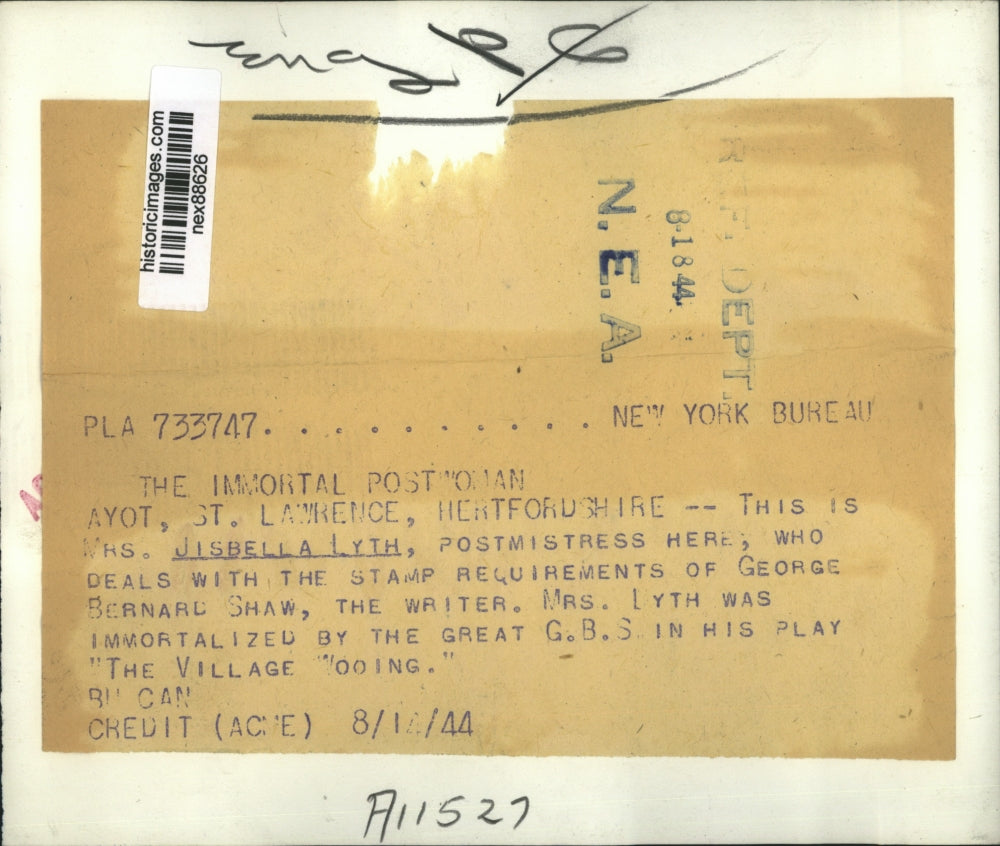 historicimages.com
nex88626
N.E.A.
8-18 44
REF. DEPT.
PLA 733747. . . . . . . . . . NEW YORK BUREAU
THE IMMORTAL POSTWOMAN
AYOT, ST. LAWRENCE, HERTFORDSHIRE -- THIS IS
MRS. JISBELLA LYTH, POSTMISTRESS HERE, WHO
DEALS WITH THE STAMP REQUIREMENTS OF GEORGE
BERNARD SHAW, THE WRITER. MRS. LYTH WAS
IMMORTALIZED BY THE GREAT G.B.S. IN HIS PLAY
"THE VILLAGE WOOING."
CAN
CREDIT (ACME) 8/14/44
A11527